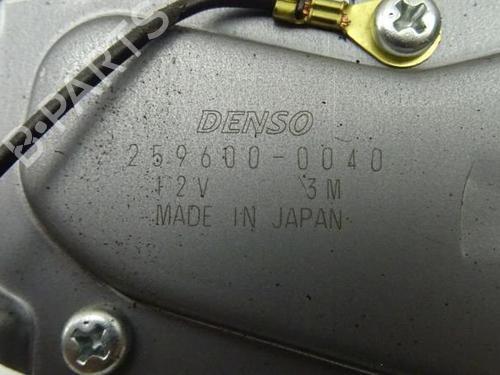 DENSO
259600-0040
12V 3M
MADE IN JAPAN
B-PARTS